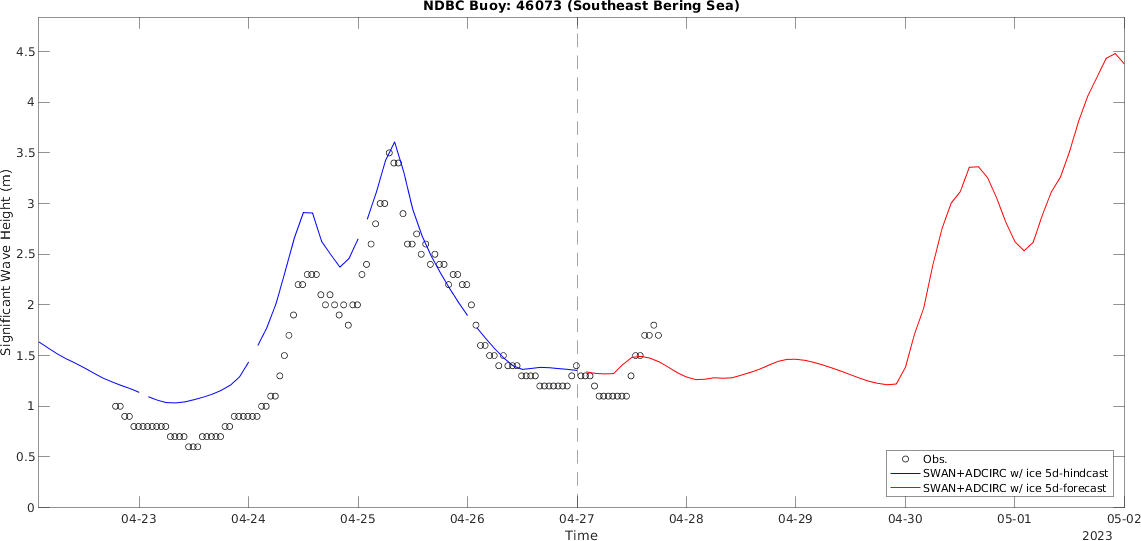 NDBC Buoy: 46073 (Southeast Bering Sea)
Significant Wave Height (m)
4.5
4
3.5
3
2.5
2
1.5
1
0.5
0
04-23 04-24 04-25 04-26 04-27 04-28 04-29 04-30 05-01 05-02
Time
2023
Obs.
SWAN+ADCIRC w/ ice 5d-hindcast
SWAN+ADCIRC w/ ice 5d-forecast